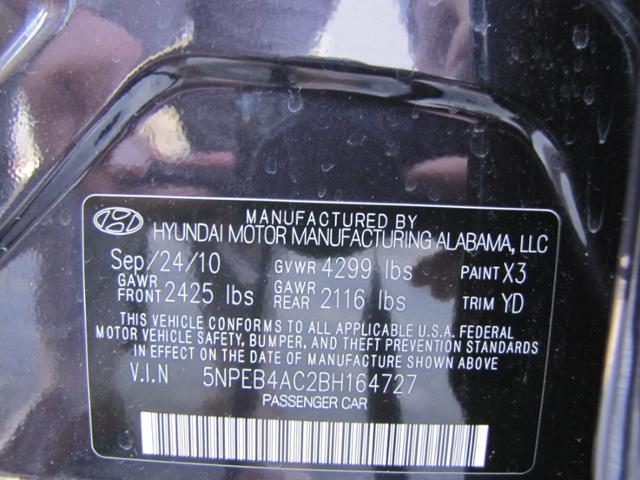 MANUFACTURED BY
HYUNDAI MOTOR MANUFACTURING ALABAMA, LLC
Sep/24/10 GVWR 4299 lbs PAINT X3
GAWR FRONT 2425 lbs GAWR REAR 2116 lbs TRIM YD
THIS VEHICLE CONFORMS TO ALL APPLICABLE U.S.A. FEDERAL
MOTOR VEHICLE SAFETY, BUMPER, AND THEFT PREVENTION STANDARDS
IN EFFECT ON THE DATE OF MANUFACTURE SHOWN ABOVE
V.I.N 5NPEB4AC2BH164727
PASSENGER CAR